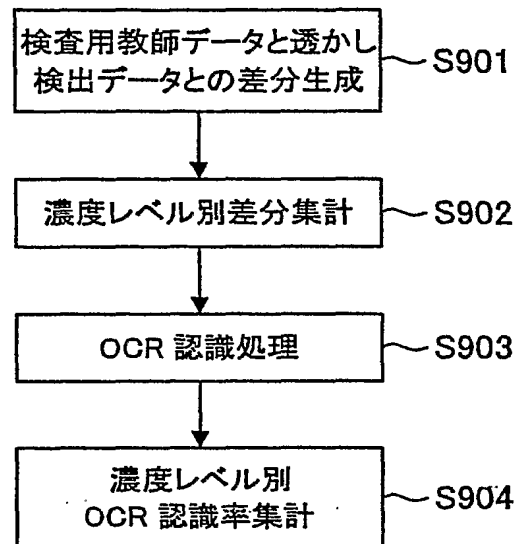 検査用教師データと透かし
検出データとの差分生成
S901
濃度レベル別差分集計
S902
OCR 認識処理
S903
濃度レベル別
OCR 認識率集計
S904